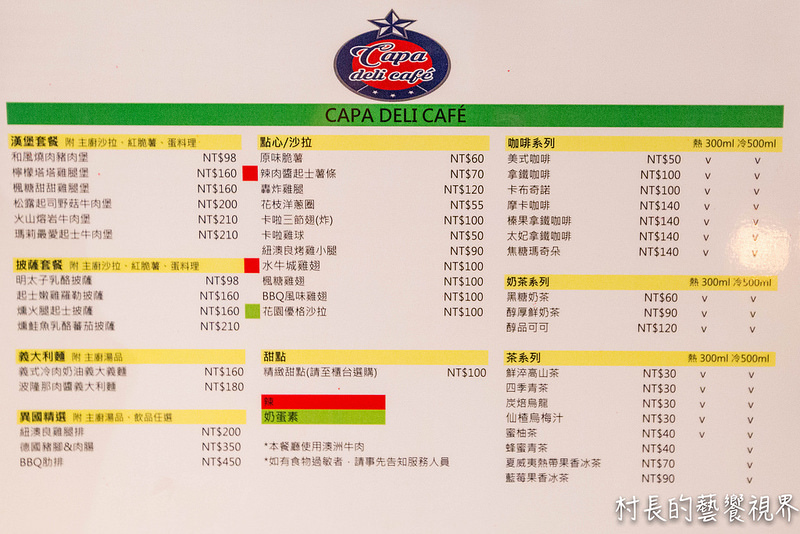 Capa
deli café
CAPA DELI CAFÉ
漢堡套餐 附 主廚沙拉、紅脆薯、蛋料理
和風燒肉豬肉堡 NT$98
檸檬塔塔雞腿堡 NT$160
楓糖甜甜雞腿堡 NT$160
松露起司野菇牛肉堡 NT$200
火山熔岩牛肉堡 NT$210
瑪莉最愛起士牛肉堡 NT$210
披薩套餐 附 主廚沙拉、紅脆薯、蛋料理
明太子乳酪披薩 NT$98
起士嫩雞羅勒披薩 NT$160
燻火腿起士披薩 NT$160
燻鮭魚乳酪蕃茄披薩 NT$210
義大利麵 附 主廚湯品
義式冷肉奶油義大義麵 NT$160
波隆那肉醬義大利麵 NT$180
異國精選 附 主廚湯品、飲品任選
紐澳良雞腿排 NT$200
德國豬腳&肉腸 NT$350
BBQ肋排 NT$450
點心/沙拉
原味脆薯 NT$60
辣肉醬起士薯條 NT$70
轟炸雞腿 NT$120
花枝洋蔥圈 NT$55
卡啦三節翅(炸) NT$100
卡啦雞球 NT$50
紐澳良烤雞小腿 NT$90
水牛城雞翅 NT$100
楓糖雞翅 NT$100
BBQ風味雞翅 NT$100
花園優格沙拉 NT$100
甜點
精緻甜點(請至櫃台選購) NT$100
辣
奶蛋素
*本餐廳使用澳洲牛肉
*如有食物過敏者，請事先告知服務人員
咖啡系列 熱 300ml 冷500ml
美式咖啡 NT$50 v v
拿鐵咖啡 NT$100 v v
卡布奇諾 NT$100 v v
摩卡咖啡 NT$140 v v
榛果拿鐵咖啡 NT$140 v v
太妃拿鐵咖啡 NT$140 v v
焦糖瑪奇朵 NT$140 v v
奶茶系列 熱 300ml 冷500ml
黑糖奶茶 NT$60 v v
醇厚鮮奶茶 NT$90 v v
醇品可可 NT$120 v v
茶系列 熱 300ml 冷500ml
鮮淬高山茶 NT$30 v v
四季青茶 NT$30 v v
炭焙烏龍 NT$30 v v
仙楂烏梅汁 NT$30 v v
蜜柚茶 NT$40 v v
蜂蜜青茶 NT$40 v
夏威夷熱帶果香冰茶 NT$70 v
藍莓果香冰茶 NT$90 v
村長的藝饗視界